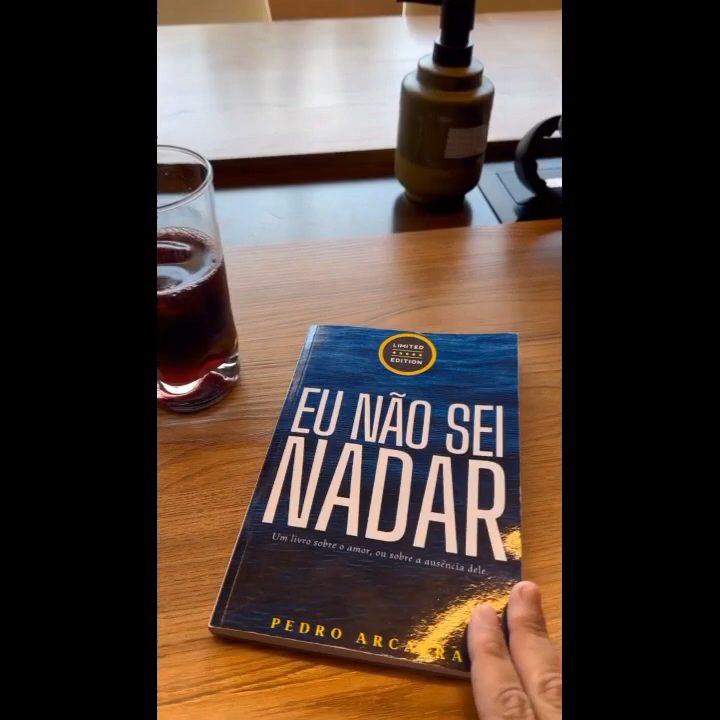 LIMITED
EDITION
EU NÃO SEI
NADAR
Um livro sobre o amor, ou sobre a ausência dele.
PEDRO